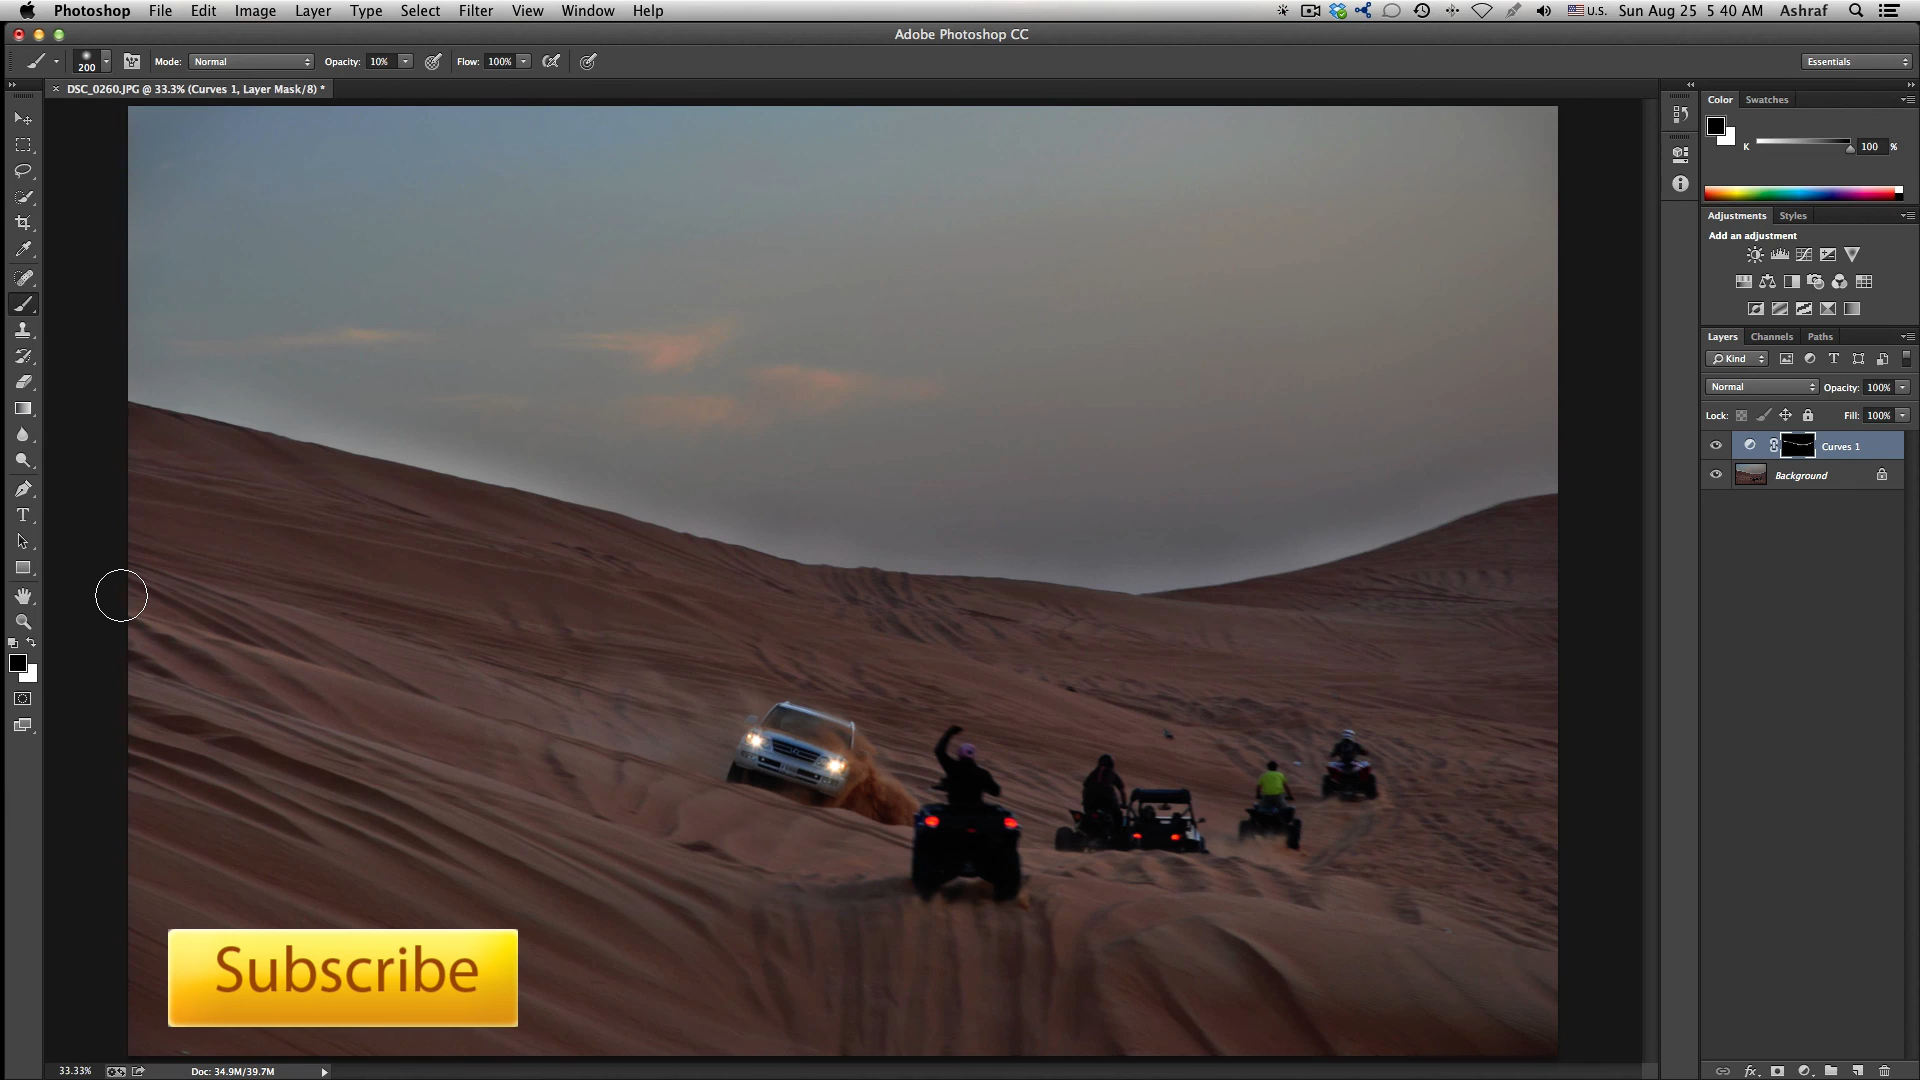 Photoshop File Edit Image Layer Type Select Filter View Window Help U.S. Sun Aug 25 5:40 AM Ashraf
Adobe Photoshop CC
200 Mode: Normal Opacity: 10% Flow: 100% Essentials
× DSC_0260.JPG @ 33.3% (Curves 1, Layer Mask/8) *
Color Swatches
K 100 %
Adjustments Styles
Add an adjustment
Layers Channels Paths
Kind T
Normal Opacity: 100%
Lock: Fill: 100%
Curves 1
Background
T
Subscribe
33.33% Doc: 34.9M/39.7M fx